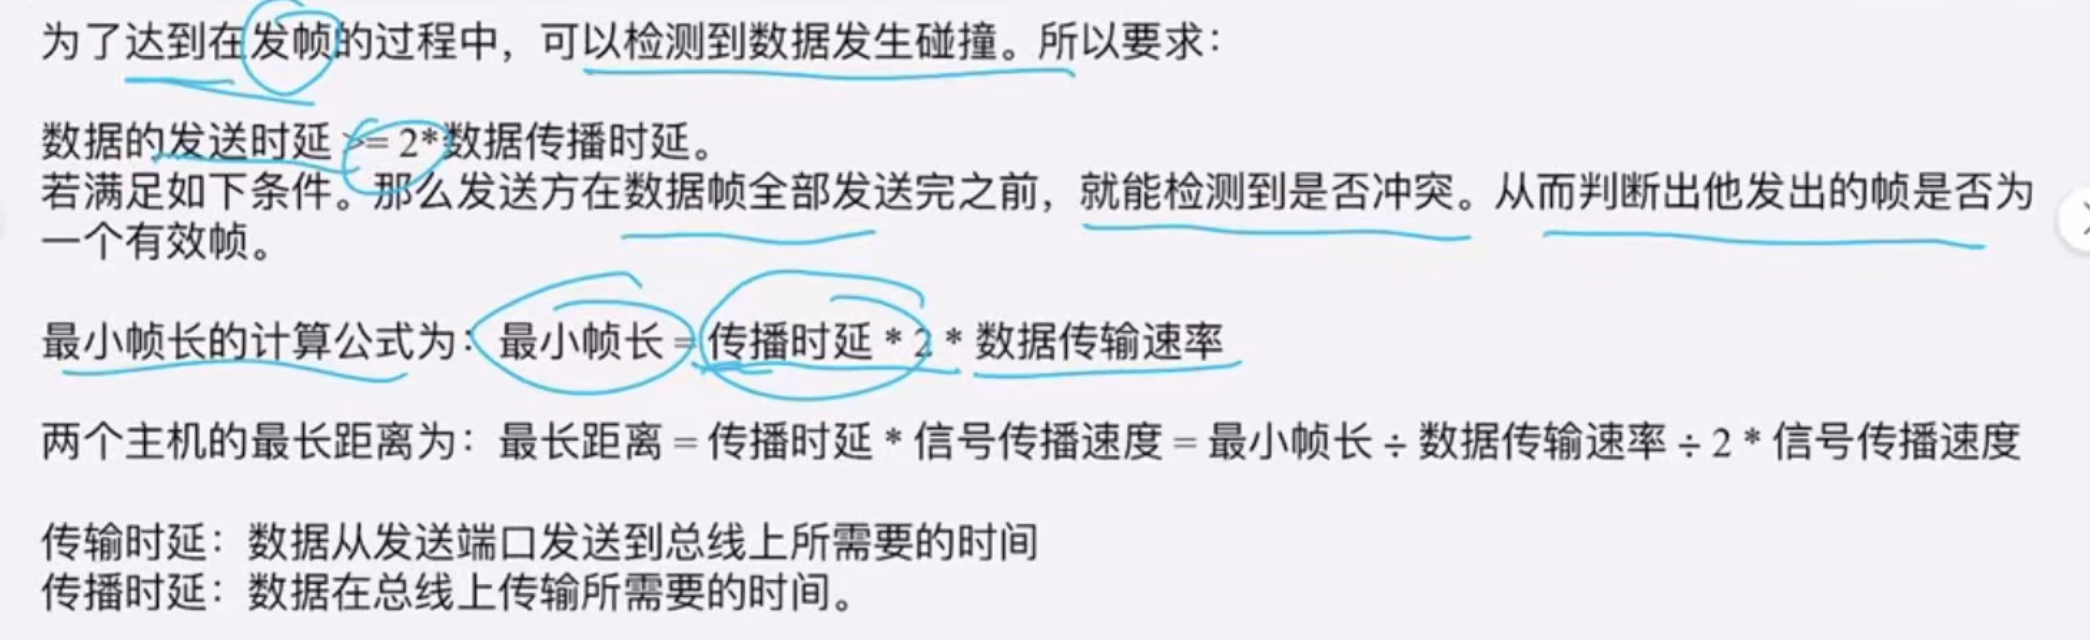 为了达到在发帧的过程中，可以检测到数据发生碰撞。所以要求：
数据的发送时延 >= 2*数据传播时延。
若满足如下条件。那么发送方在数据帧全部发送完之前，就能检测到是否冲突。从而判断出他发出的帧是否为
一个有效帧。
最小帧长的计算公式为：最小帧长 = 传播时延 * 2 * 数据传输速率
两个主机的最长距离为：最长距离 = 传播时延 * 信号传播速度 = 最小帧长 ÷ 数据传输速率 ÷ 2 * 信号传播速度
传输时延：数据从发送端口发送到总线上所需要的时间
传播时延：数据在总线上传输所需要的时间。